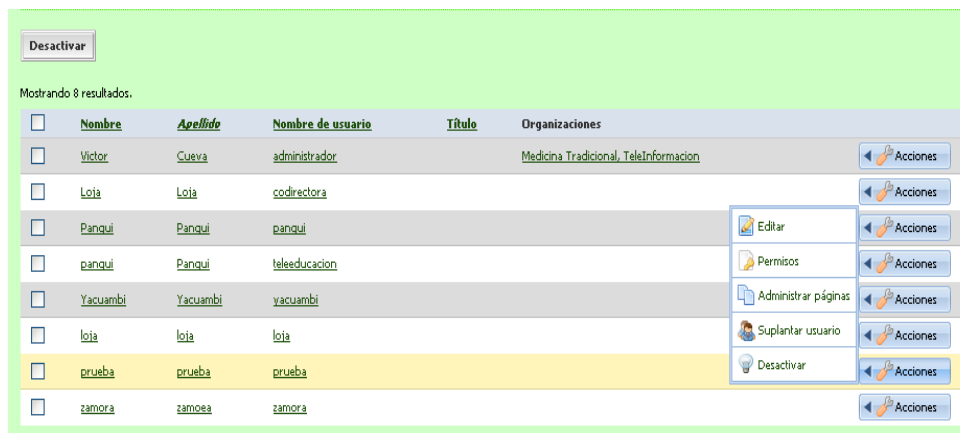 Desactivar
Mostrando 8 resultados.
Nombre Apellido Nombre de usuario Título Organizaciones
Victor Cueva administrador Medicina Tradicional, TeleInformacion Acciones
Loja Loja codirectora Acciones
Panqui Panqui panqui Editar Acciones
panqui Panqui teleeducacion Permisos Acciones
Yacuambi Yacuambi yacuambi Administrar páginas Acciones
loja loja loja Suplantar usuario Acciones
prueba prueba prueba Desactivar Acciones
zamora zamoea zamora Acciones